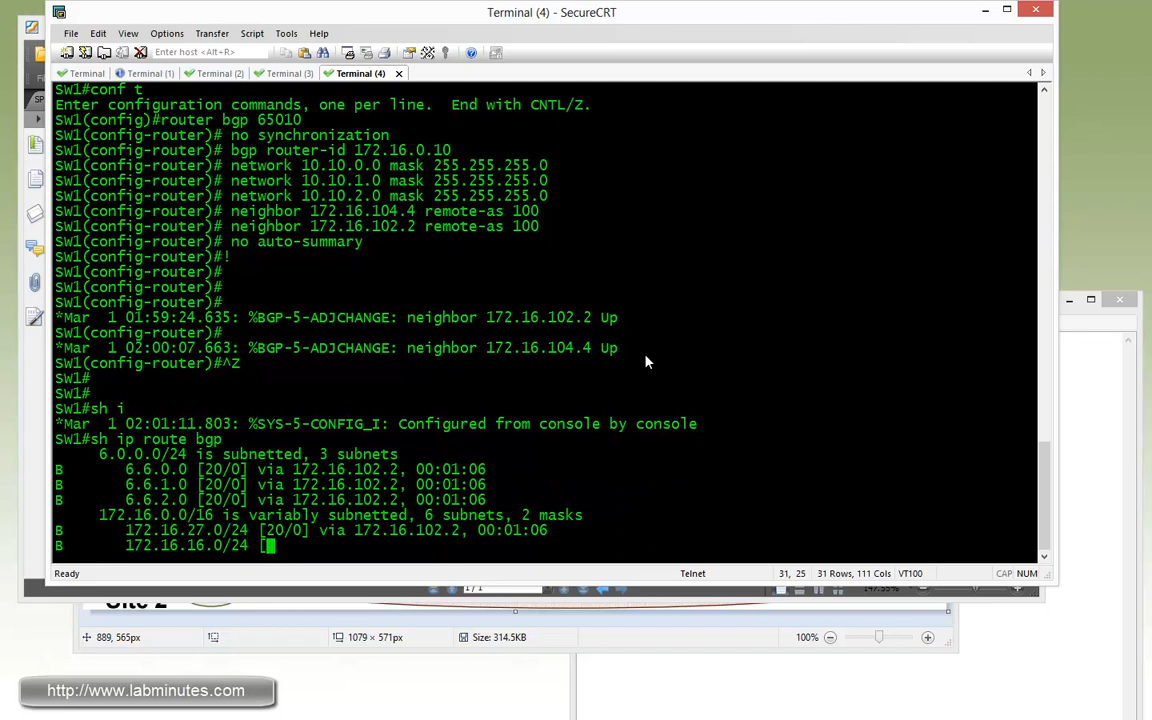 Terminal (4) - SecureCRT
File Edit View Options Transfer Script Tools Help
Enter host <Alt+R>
Terminal Terminal (1) Terminal (2) Terminal (3) Terminal (4)
SW1#conf t
Enter configuration commands, one per line.  End with CNTL/Z.
SW1(config)#router bgp 65010
SW1(config-router)# no synchronization
SW1(config-router)# bgp router-id 172.16.0.10
SW1(config-router)# network 10.10.0.0 mask 255.255.255.0
SW1(config-router)# network 10.10.1.0 mask 255.255.255.0
SW1(config-router)# network 10.10.2.0 mask 255.255.255.0
SW1(config-router)# neighbor 172.16.104.4 remote-as 100
SW1(config-router)# neighbor 172.16.102.2 remote-as 100
SW1(config-router)# no auto-summary
SW1(config-router)#!
SW1(config-router)#
SW1(config-router)#
SW1(config-router)#
*Mar  1 01:59:24.635: %BGP-5-ADJCHANGE: neighbor 172.16.102.2 Up
SW1(config-router)#
*Mar  1 02:00:07.663: %BGP-5-ADJCHANGE: neighbor 172.16.104.4 Up
SW1(config-router)#^Z
SW1#
SW1#
SW1#sh i
*Mar  1 02:01:11.803: %SYS-5-CONFIG_I: Configured from console by console
SW1#sh ip route bgp
6.0.0.0/24 is subnetted, 3 subnets
B 6.6.0.0 [20/0] via 172.16.102.2, 00:01:06
B 6.6.1.0 [20/0] via 172.16.102.2, 00:01:06
B 6.6.2.0 [20/0] via 172.16.102.2, 00:01:06
172.16.0.0/16 is variably subnetted, 6 subnets, 2 masks
B 172.16.27.0/24 [20/0] via 172.16.102.2, 00:01:06
B 172.16.16.0/24 [
Ready Telnet 31, 25 31 Rows, 111 Cols VT100 CAP NUM
1 / 1
Site 2
889, 565px 1079 × 571px Size: 314.5KB 100%
http://www.labminutes.com